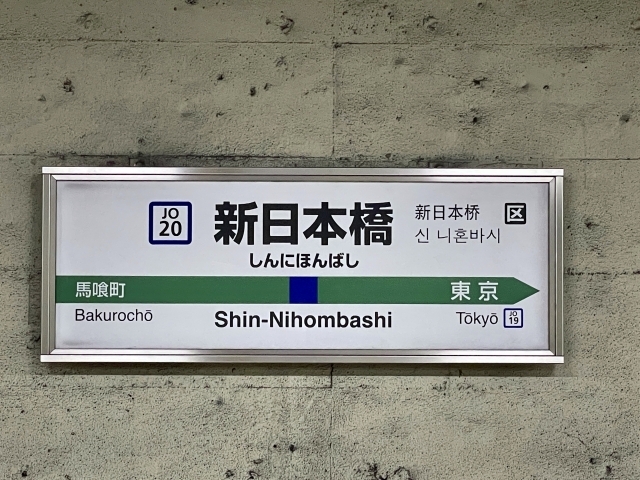 JO
20
新日本橋
新日本桥
신 니혼바시
区
しんにほんばし
馬喰町
東京
Bakurochō
Shin-Nihombashi
Tōkyō
JO
19